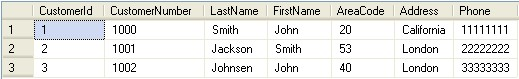 CustomerId CustomerNumber LastName FirstName AreaCode Address Phone
1 1 1000 Smith John 20 California 11111111
2 2 1001 Jackson Smith 53 London 22222222
3 3 1002 Johnsen John 40 London 33333333